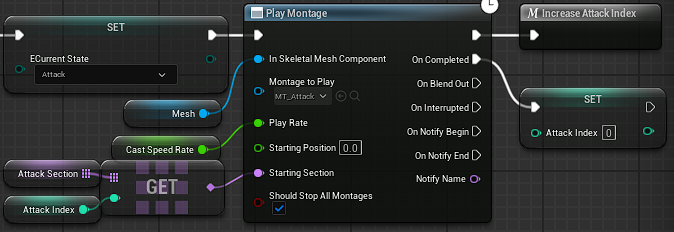 SET
ECurrent State
Attack
Mesh
Cast Speed Rate
Attack Section
Attack Index
GET
Play Montage
In Skeletal Mesh Component
Montage to Play
MT_Attack
Play Rate
Starting Position 0.0
Starting Section
Should Stop All Montages
On Completed
On Blend Out
On Interrupted
On Notify Begin
On Notify End
Notify Name
M Increase Attack Index
SET
Attack Index 0